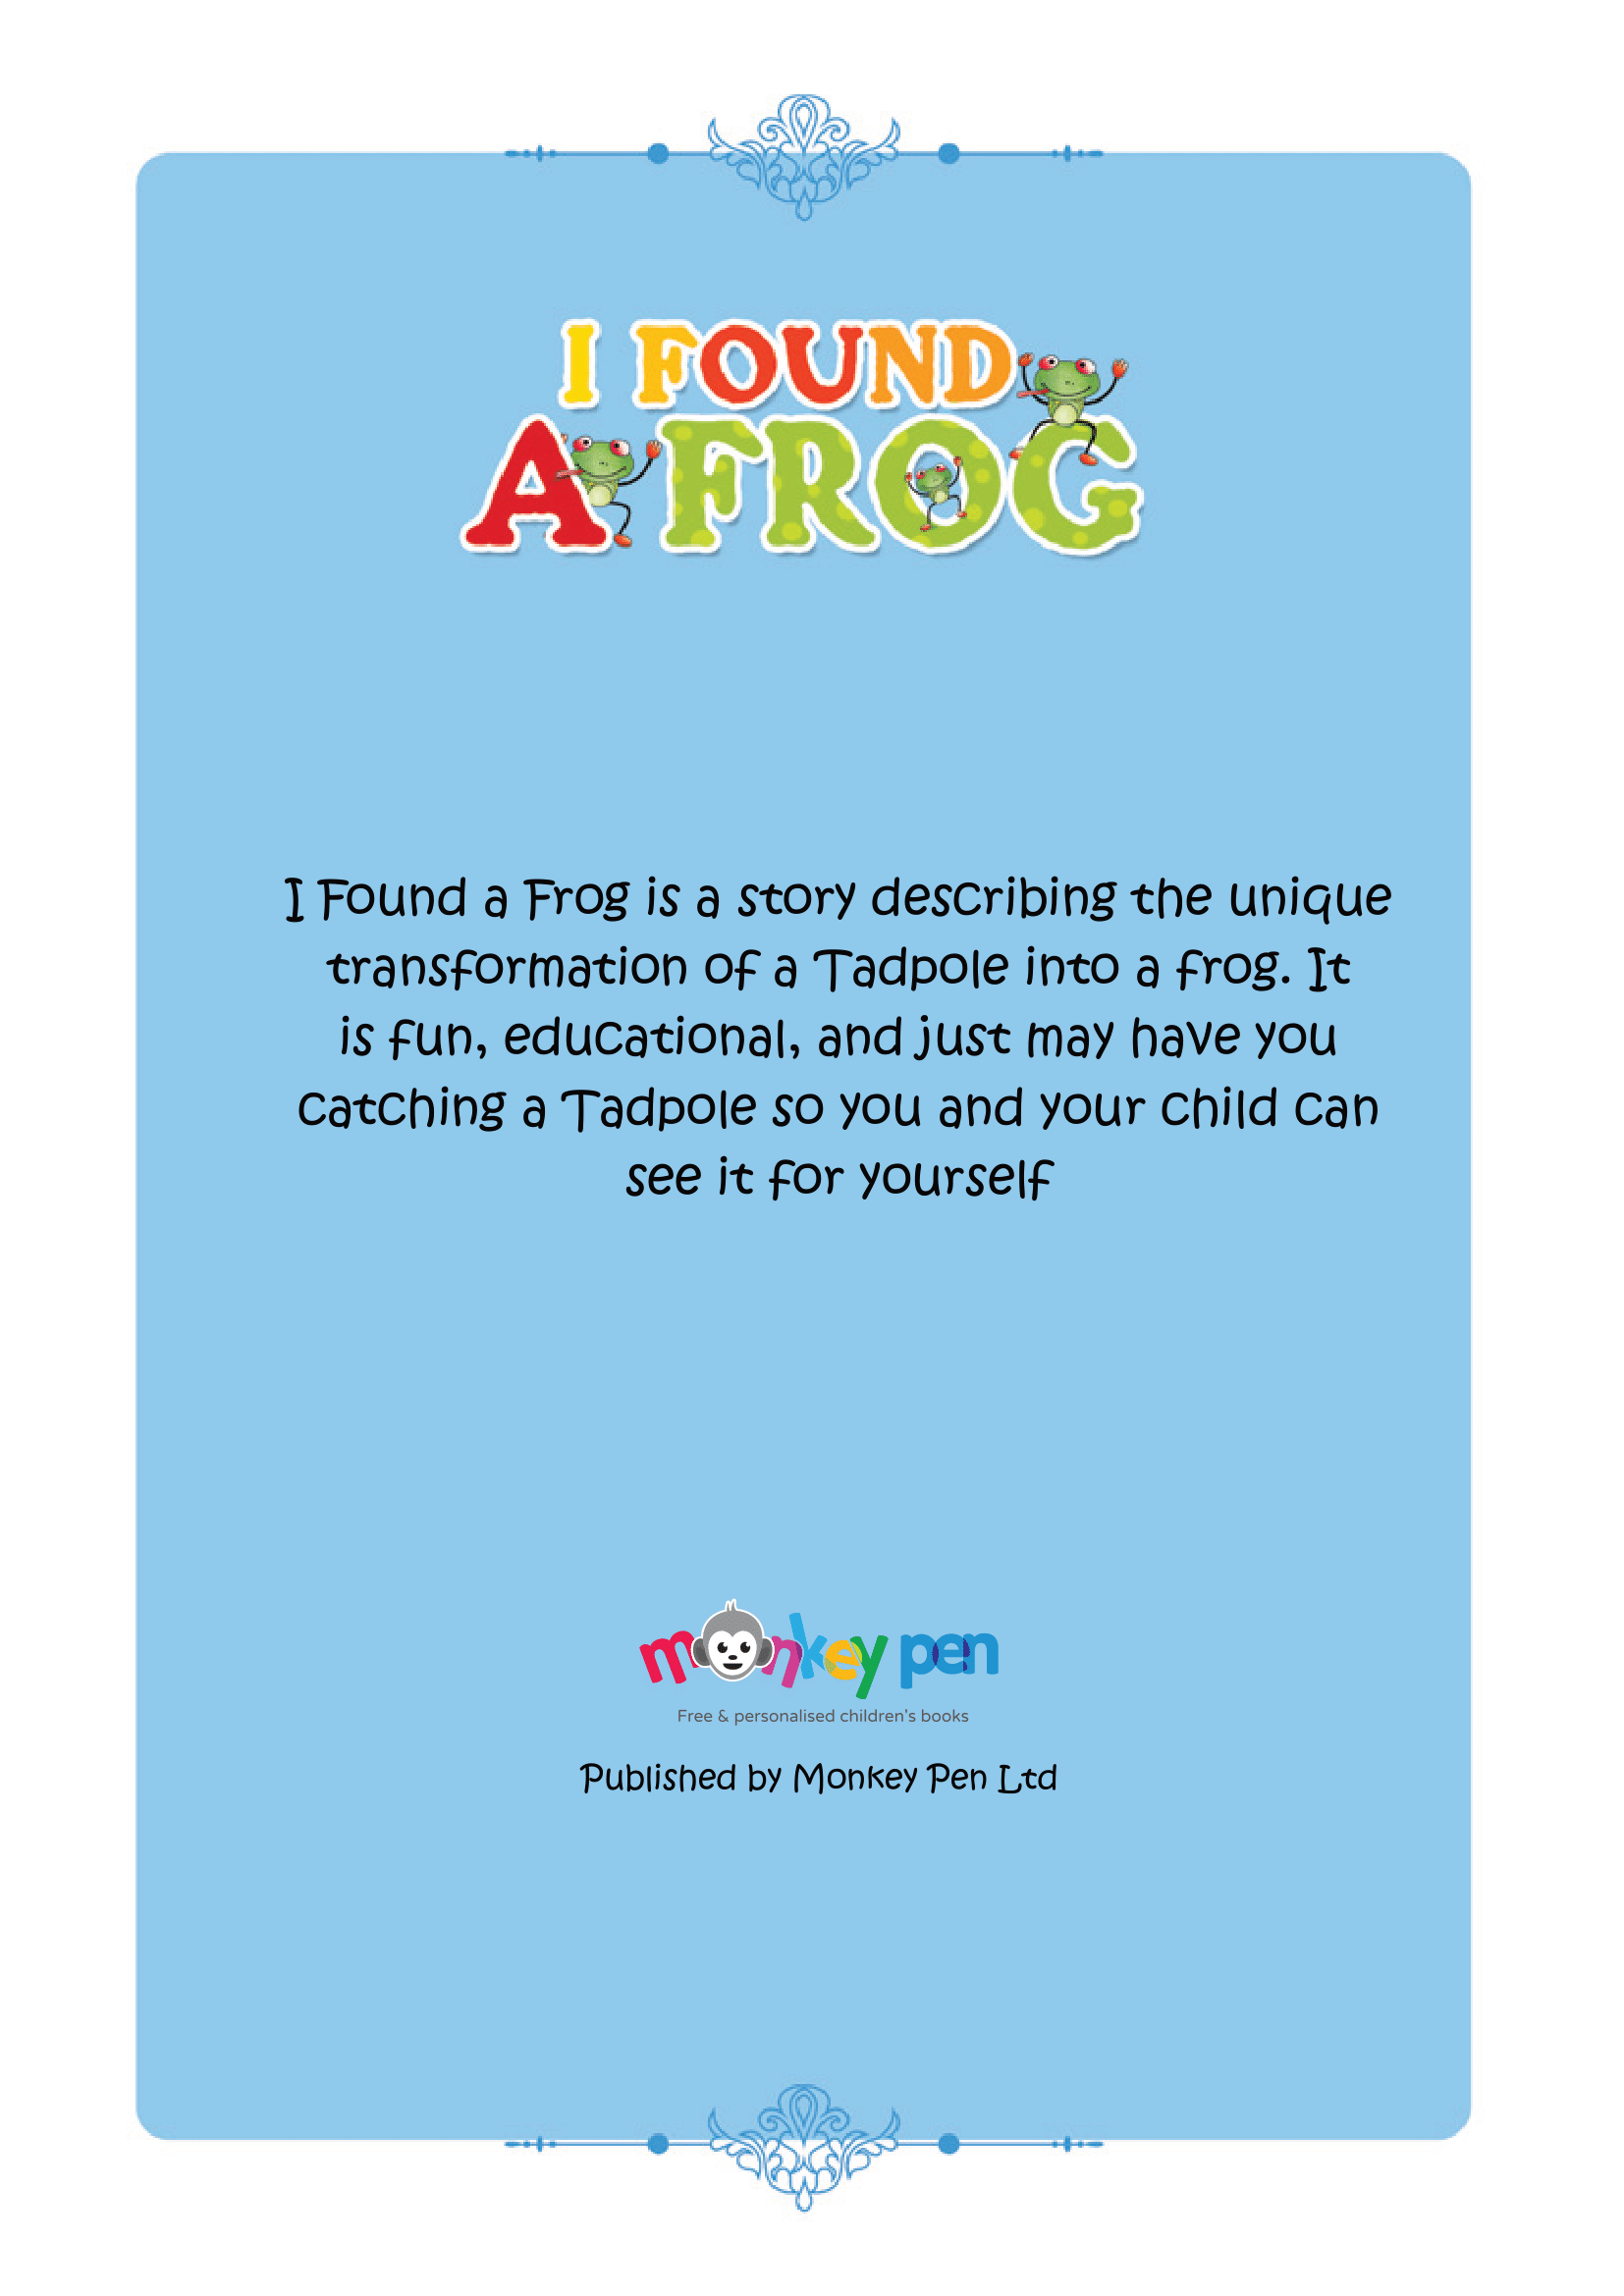 I FOUND
A FROG
I Found a Frog is a story describing the unique
transformation of a Tadpole into a frog. It
is fun, educational, and just may have you
catching a Tadpole so you and your child can
see it for yourself
monkey pen
Free & personalised children's books
Published by Monkey Pen Ltd